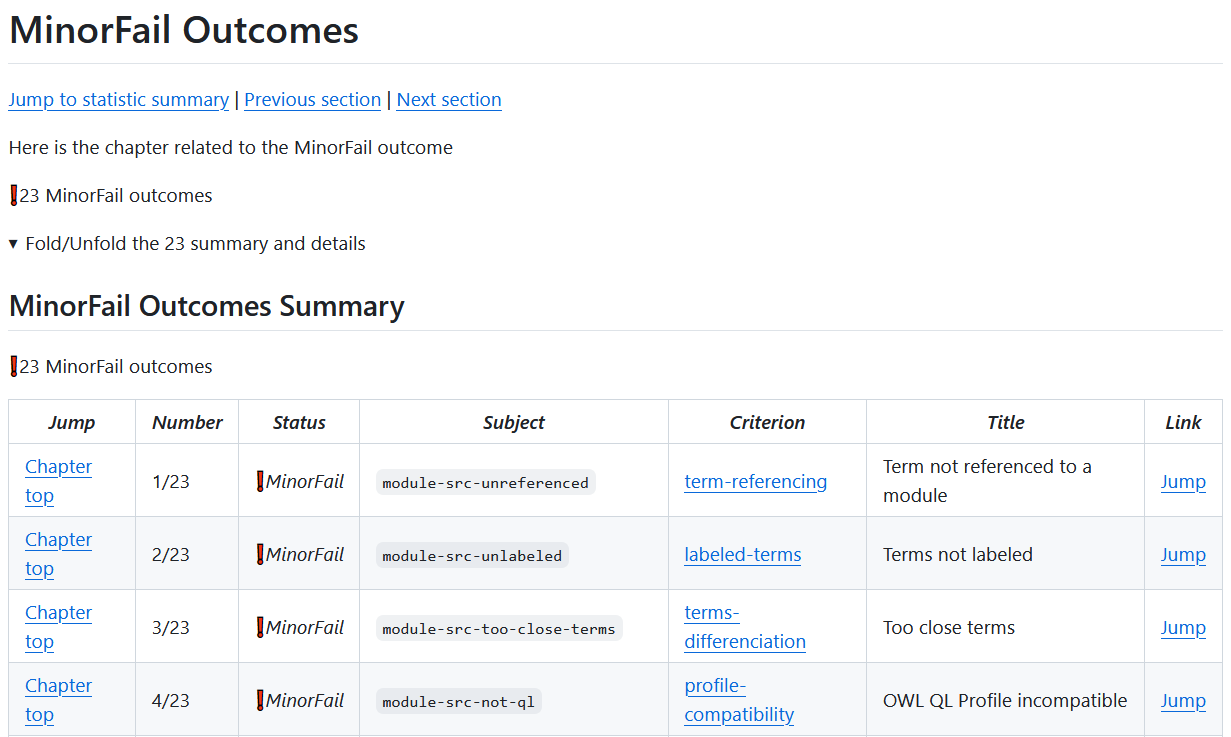 MinorFail Outcomes
Jump to statistic summary | Previous section | Next section
Here is the chapter related to the MinorFail outcome
❗23 MinorFail outcomes
▾ Fold/Unfold the 23 summary and details
MinorFail Outcomes Summary
❗23 MinorFail outcomes
Jump Number Status Subject Criterion Title Link
Chapter top 1/23 ❗MinorFail module-src-unreferenced term-referencing Term not referenced to a module Jump
Chapter top 2/23 ❗MinorFail module-src-unlabeled labeled-terms Terms not labeled Jump
Chapter top 3/23 ❗MinorFail module-src-too-close-terms terms-differenciation Too close terms Jump
Chapter top 4/23 ❗MinorFail module-src-not-ql profile-compatibility OWL QL Profile incompatible Jump